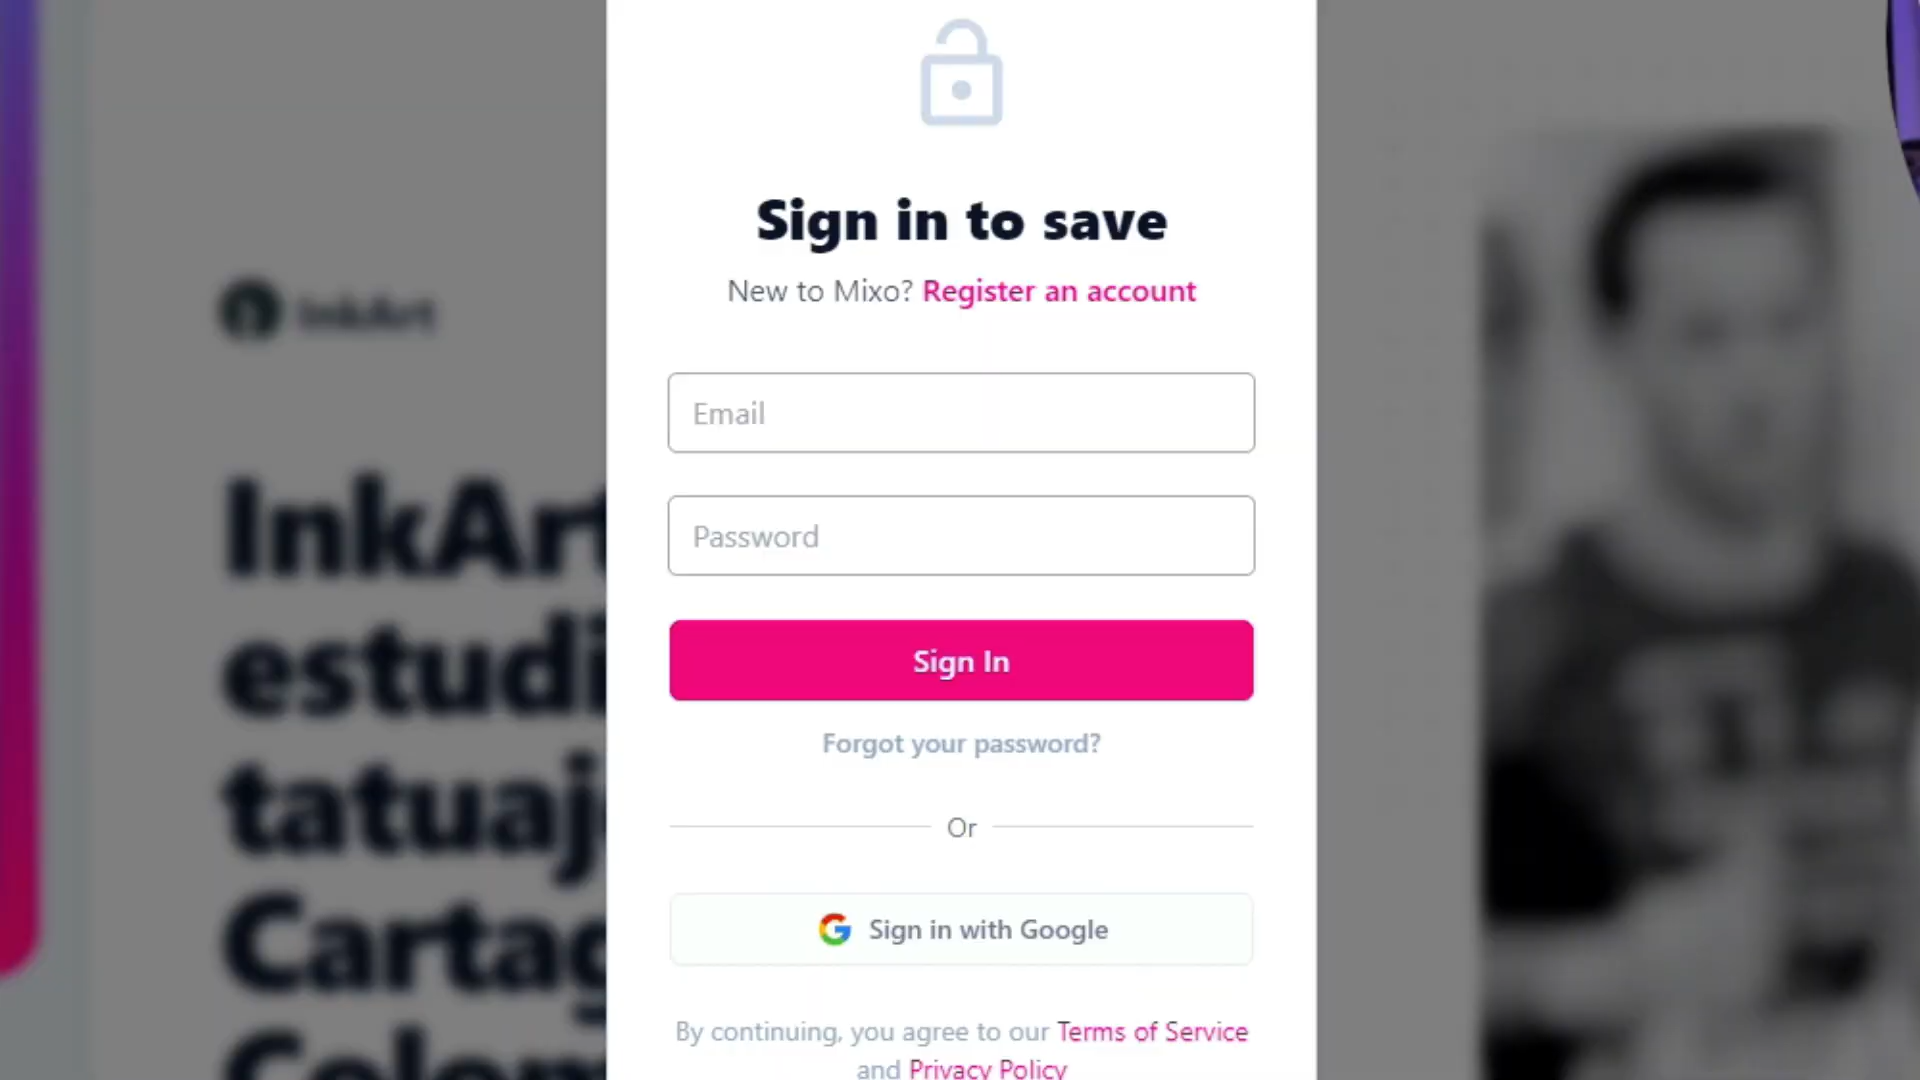 Sign in to save
New to Mixo? Register an account
InkArt
Email
Password
Sign In
Forgot your password?
Or
Sign in with Google
By continuing, you agree to our Terms of Service
and Privacy Policy
InkArt
estudi
tatuaj
Cartag
Colom